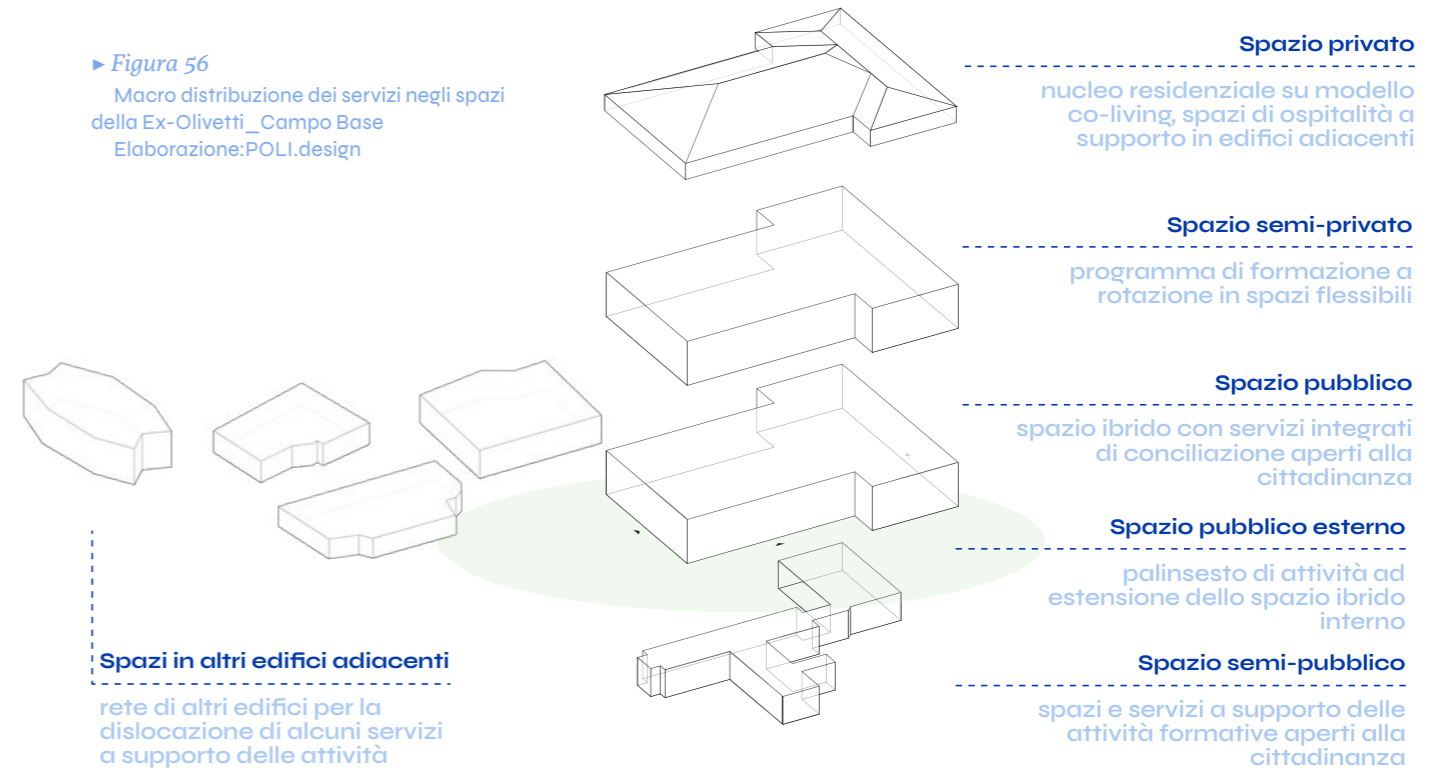 ▸ Figura 56
Macro distribuzione dei servizi negli spazi
della Ex-Olivetti_Campo Base
Elaborazione:POLI.design
Spazio privato
nucleo residenziale su modello
co-living, spazi di ospitalità a
supporto in edifici adiacenti
Spazio semi-privato
programma di formazione a
rotazione in spazi flessibili
Spazio pubblico
spazio ibrido con servizi integrati
di conciliazione aperti alla
cittadinanza
Spazio pubblico esterno
palinsesto di attività ad
estensione dello spazio ibrido
interno
Spazio semi-pubblico
spazi e servizi a supporto delle
attività formative aperti alla
cittadinanza
Spazi in altri edifici adiacenti
rete di altri edifici per la
dislocazione di alcuni servizi
a supporto delle attività